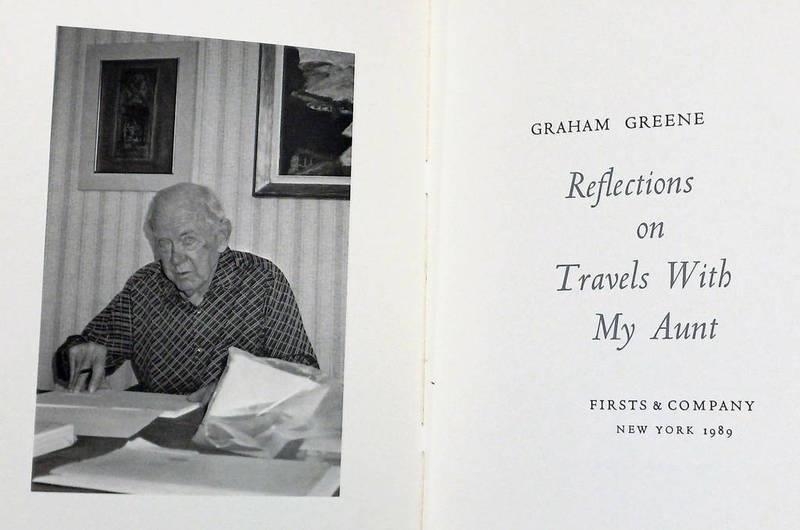 GRAHAM GREENE
Reflections
on
Travels With
My Aunt
FIRSTS & COMPANY
NEW YORK 1989